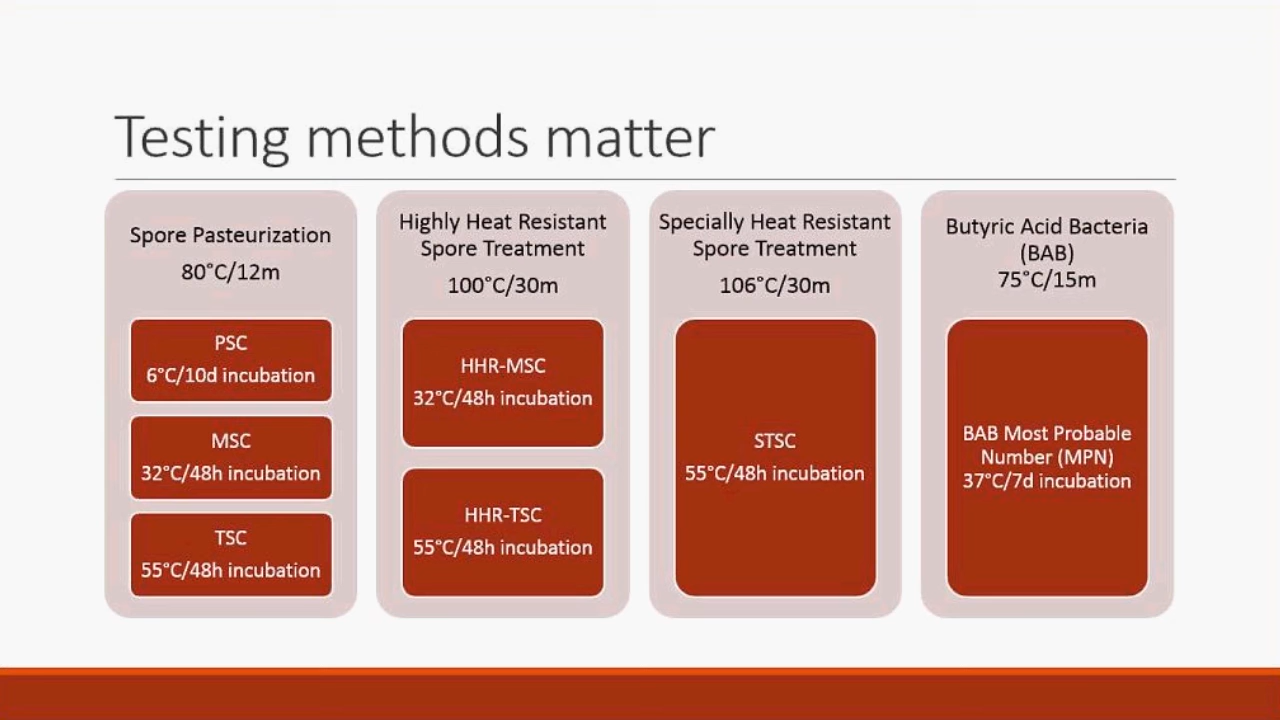 Testing methods matter
Spore Pasteurization
80°C/12m
PSC
6°C/10d incubation
MSC
32°C/48h incubation
TSC
55°C/48h incubation
Highly Heat Resistant
Spore Treatment
100°C/30m
HHR-MSC
32°C/48h incubation
HHR-TSC
55°C/48h incubation
Specially Heat Resistant
Spore Treatment
106°C/30m
STSC
55°C/48h incubation
Butyric Acid Bacteria
(BAB)
75°C/15m
BAB Most Probable
Number (MPN)
37°C/7d incubation